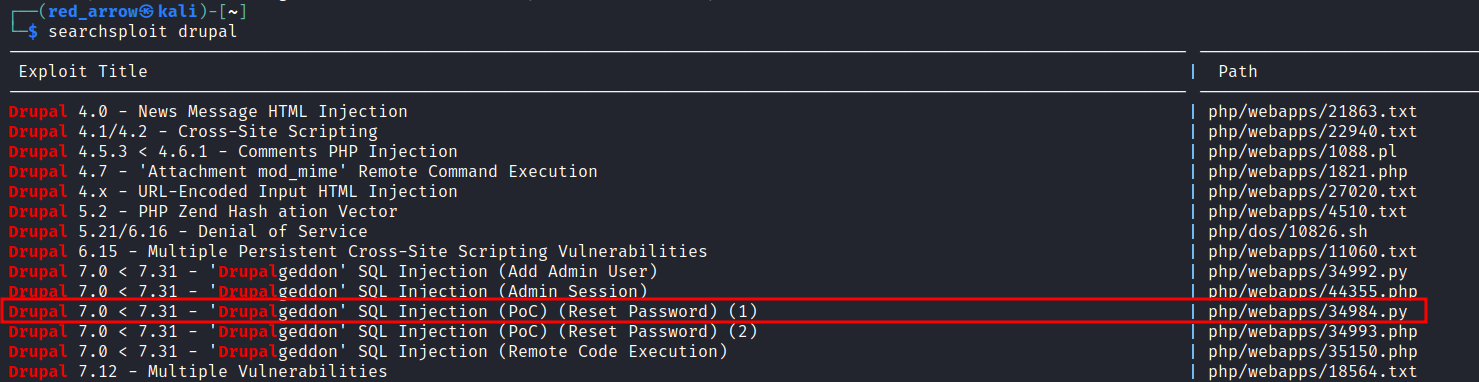 ┌──(red_arrow㉿kali)-[~]
└─$ searchsploit drupal
Exploit Title | Path
Drupal 4.0 - News Message HTML Injection | php/webapps/21863.txt
Drupal 4.1/4.2 - Cross-Site Scripting | php/webapps/22940.txt
Drupal 4.5.3 < 4.6.1 - Comments PHP Injection | php/webapps/1088.pl
Drupal 4.7 - 'Attachment mod_mime' Remote Command Execution | php/webapps/1821.php
Drupal 4.x - URL-Encoded Input HTML Injection | php/webapps/27020.txt
Drupal 5.2 - PHP Zend Hash ation Vector | php/webapps/4510.txt
Drupal 5.21/6.16 - Denial of Service | php/dos/10826.sh
Drupal 6.15 - Multiple Persistent Cross-Site Scripting Vulnerabilities | php/webapps/11060.txt
Drupal 7.0 < 7.31 - 'Drupalgeddon' SQL Injection (Add Admin User) | php/webapps/34992.py
Drupal 7.0 < 7.31 - 'Drupalgeddon' SQL Injection (Admin Session) | php/webapps/44355.php
Drupal 7.0 < 7.31 - 'Drupalgeddon' SQL Injection (PoC) (Reset Password) (1) | php/webapps/34984.py
Drupal 7.0 < 7.31 - 'Drupalgeddon' SQL Injection (PoC) (Reset Password) (2) | php/webapps/34993.php
Drupal 7.0 < 7.31 - 'Drupalgeddon' SQL Injection (Remote Code Execution) | php/webapps/35150.php
Drupal 7.12 - Multiple Vulnerabilities | php/webapps/18564.txt